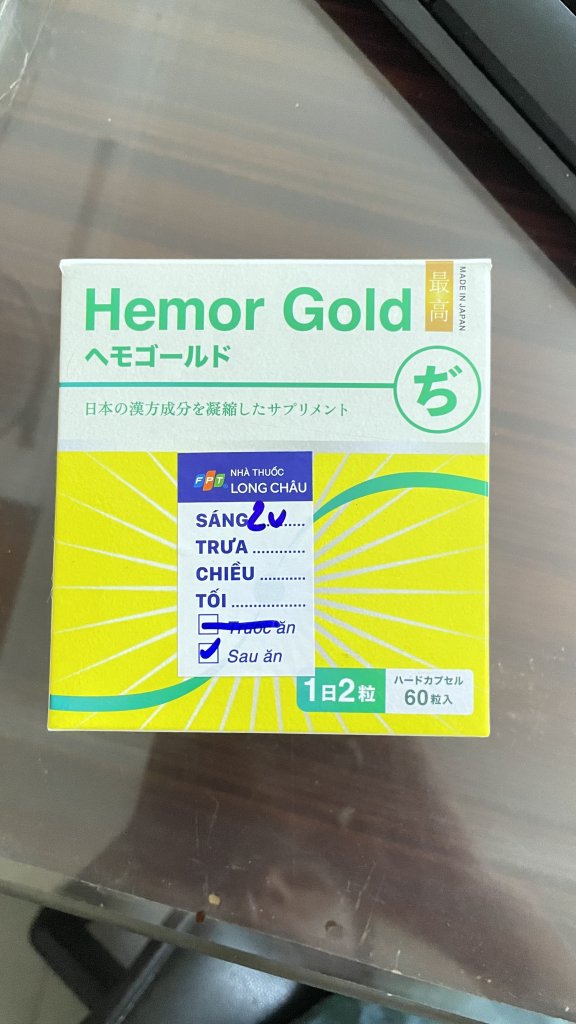 Hemor Gold
最高
MADE IN JAPAN
ヘモゴールド
ぢ
日本の漢方成分を凝縮したサプリメント
FPT
NHÀ THUỐC
LONG CHÂU
SÁNG 2v ......
TRƯA ............
CHIỀU ...........
TỐI .................
Trước ăn
Sau ăn
1日2粒
ハードカプセル
60粒入